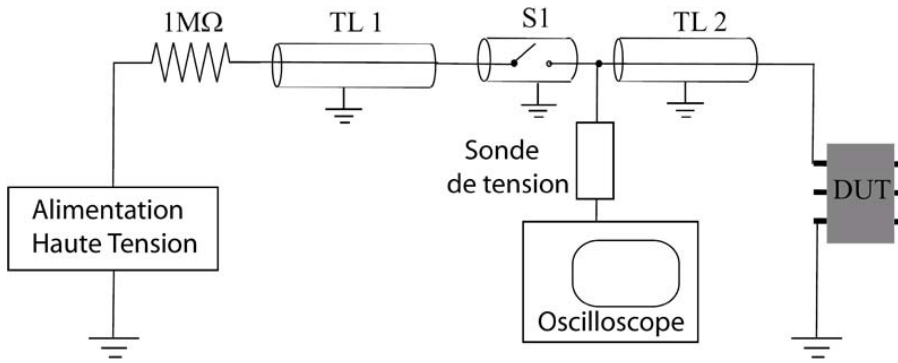 1MΩ
TL 1
S1
TL 2
Sonde
de tension
DUT
Alimentation
Haute Tension
Oscilloscope